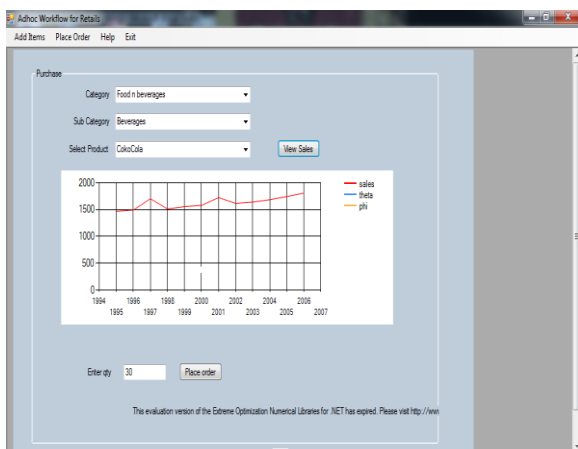 Adhoc Workflow for Retails
Add Items Place Order Help Exit
Purchase
Category Food n beverages
Sub Category Beverages
Select Product CokoCola View Sales
2000
1500
1000
500
0
sales
theta
phi
1994 1996 1998 2000 2002 2004 2006
1995 1997 1999 2001 2003 2005 2007
Enter qty 30 Place order
This evaluation version of the Extreme Optimization Numerical Libraries for .NET has expired. Please visit http://www